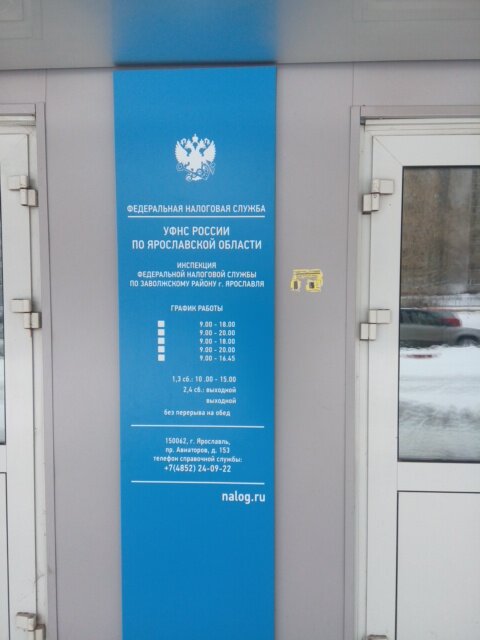 ФЕДЕРАЛЬНАЯ НАЛОГОВАЯ СЛУЖБА
УФНС РОССИИ
ПО ЯРОСЛАВСКОЙ ОБЛАСТИ
ИНСПЕКЦИЯ
ФЕДЕРАЛЬНОЙ НАЛОГОВОЙ СЛУЖБЫ
ПО ЗАВОЛЖСКОМУ РАЙОНУ г. ЯРОСЛАВЛЯ
ГРАФИК РАБОТЫ
9.00 - 18.00
9.00 - 20.00
9.00 - 18.00
9.00 - 20.00
9.00 - 16.45
1,3 сб.: 10 .00 - 15.00
2,4 сб.: выходной
выходной
без перерыва на обед
150062, г. Ярославль,
пр. Авиаторов, д. 153
телефон справочной службы:
+7(4852) 24-09-22
nalog.ru